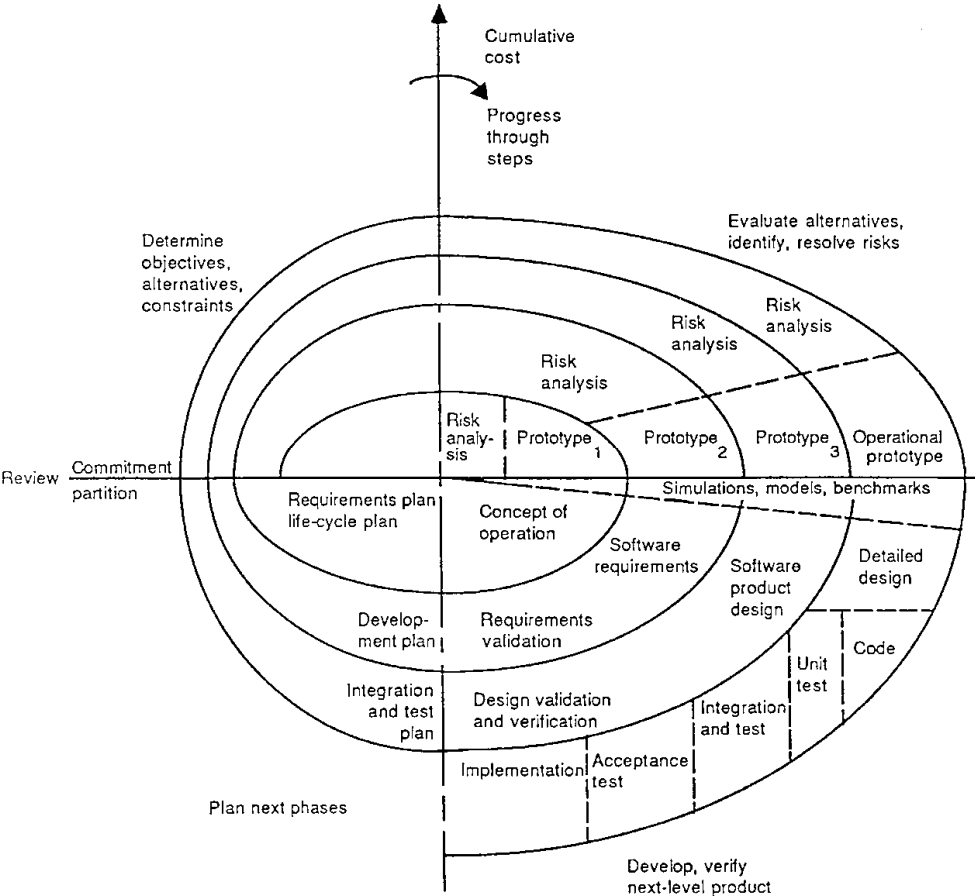 Cumulative
cost
Progress
through
steps
Evaluate alternatives,
identify, resolve risks
Determine
objectives,
alternatives,
constraints
Risk
analysis
Risk
analysis
Risk
analysis
Risk
analy-
sis
Prototype 1
Prototype 2
Prototype 3
Operational
prototype
Review
Commitment
partition
Simulations, models, benchmarks
Requirements plan
life-cycle plan
Concept of
operation
Software
requirements
Software
product
design
Detailed
design
Develop-
ment plan
Requirements
validation
Code
Unit
test
Integration
and test
plan
Design validation
and verification
Integration
and test
Implementation
Acceptance
test
Plan next phases
Develop, verify
next-level product